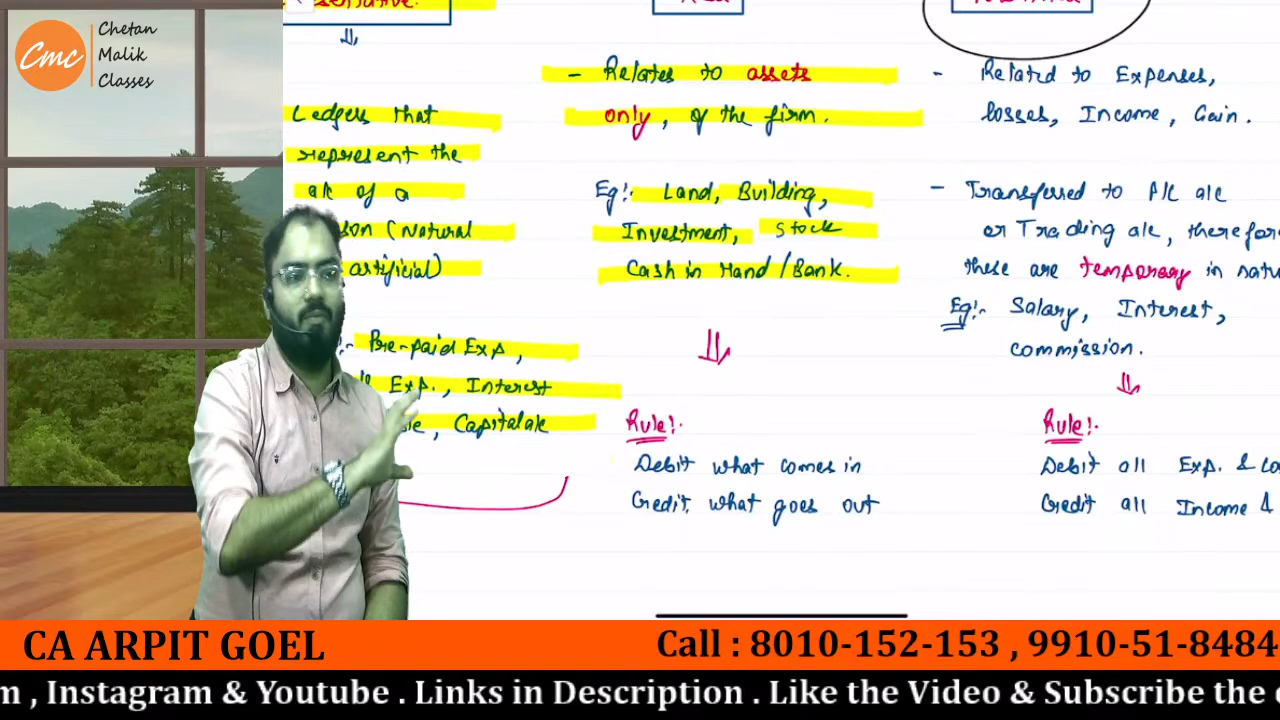 Cmc
Chetan
Malik
Classes
Ledgers that
represent the
a/c of a
(Natural
artificial)
Pre-paid Exp,
Exp., Interest
, Capital a/c
- Relates to assets
only, of the firm.
Eg:- Land, Building,
Investment, Stock
Cash in Hand / Bank.
Rule:-
Debit what comes in
Credit what goes out
- Related to Expenses,
losses, Income, Gain.
- Transferred to P/L a/c
or Trading a/c, therefor
these are temporary in natu
Eg:- Salary, Interest,
commission.
Rule:-
Debit all Exp. & Lo
Credit all Income &
CA ARPIT GOEL
Call : 8010-152-153 , 9910-51-8484
m , Instagram & Youtube . Links in Description . Like the Video & Subscribe the